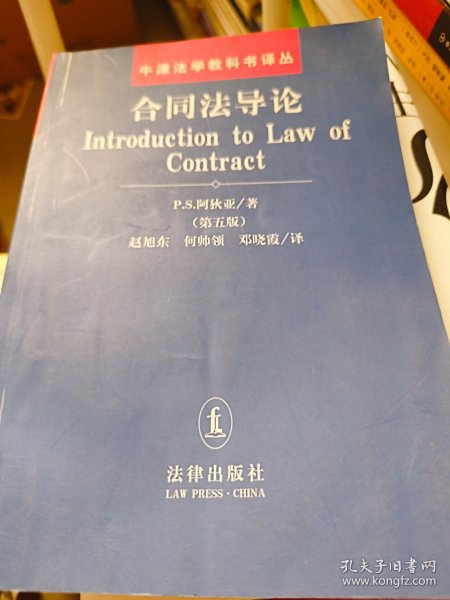 牛津法学教科书译丛
合同法导论
Introduction to Law of
Contract
P.S.阿狄亚/著
(第五版)
赵旭东 何帅领 邓晓霞/译
法律出版社
LAW PRESS·CHINA
孔夫子旧书网
www.kongfz.com